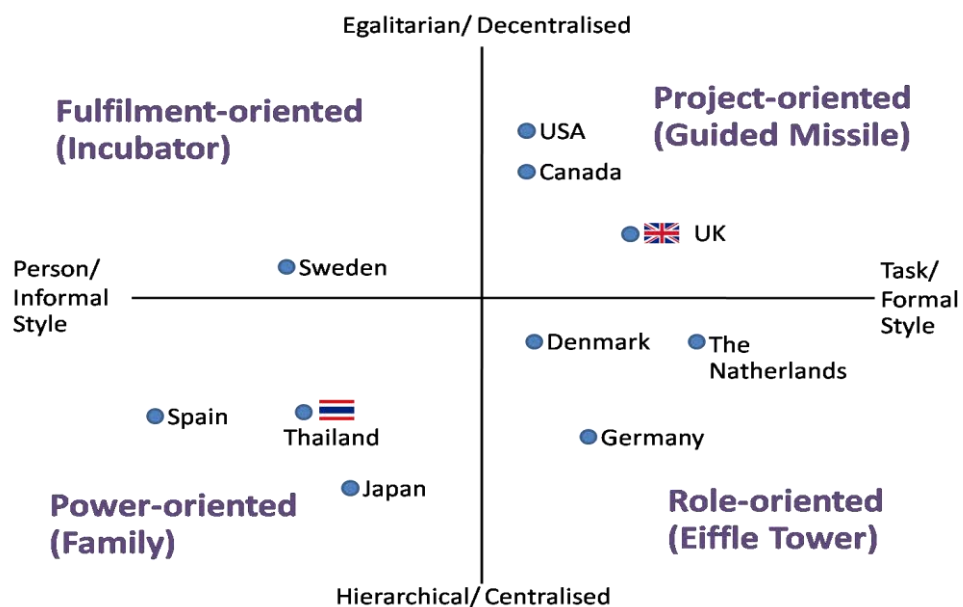 Egalitarian/ Decentralised
Fulfilment-oriented
(Incubator)
Project-oriented
(Guided Missile)
USA
Canada
UK
Sweden
Person/
Informal
Style
Task/
Formal
Style
Denmark
The
Netherlands
Spain
Thailand
Germany
Japan
Power-oriented
(Family)
Role-oriented
(Eiffle Tower)
Hierarchical/ Centralised